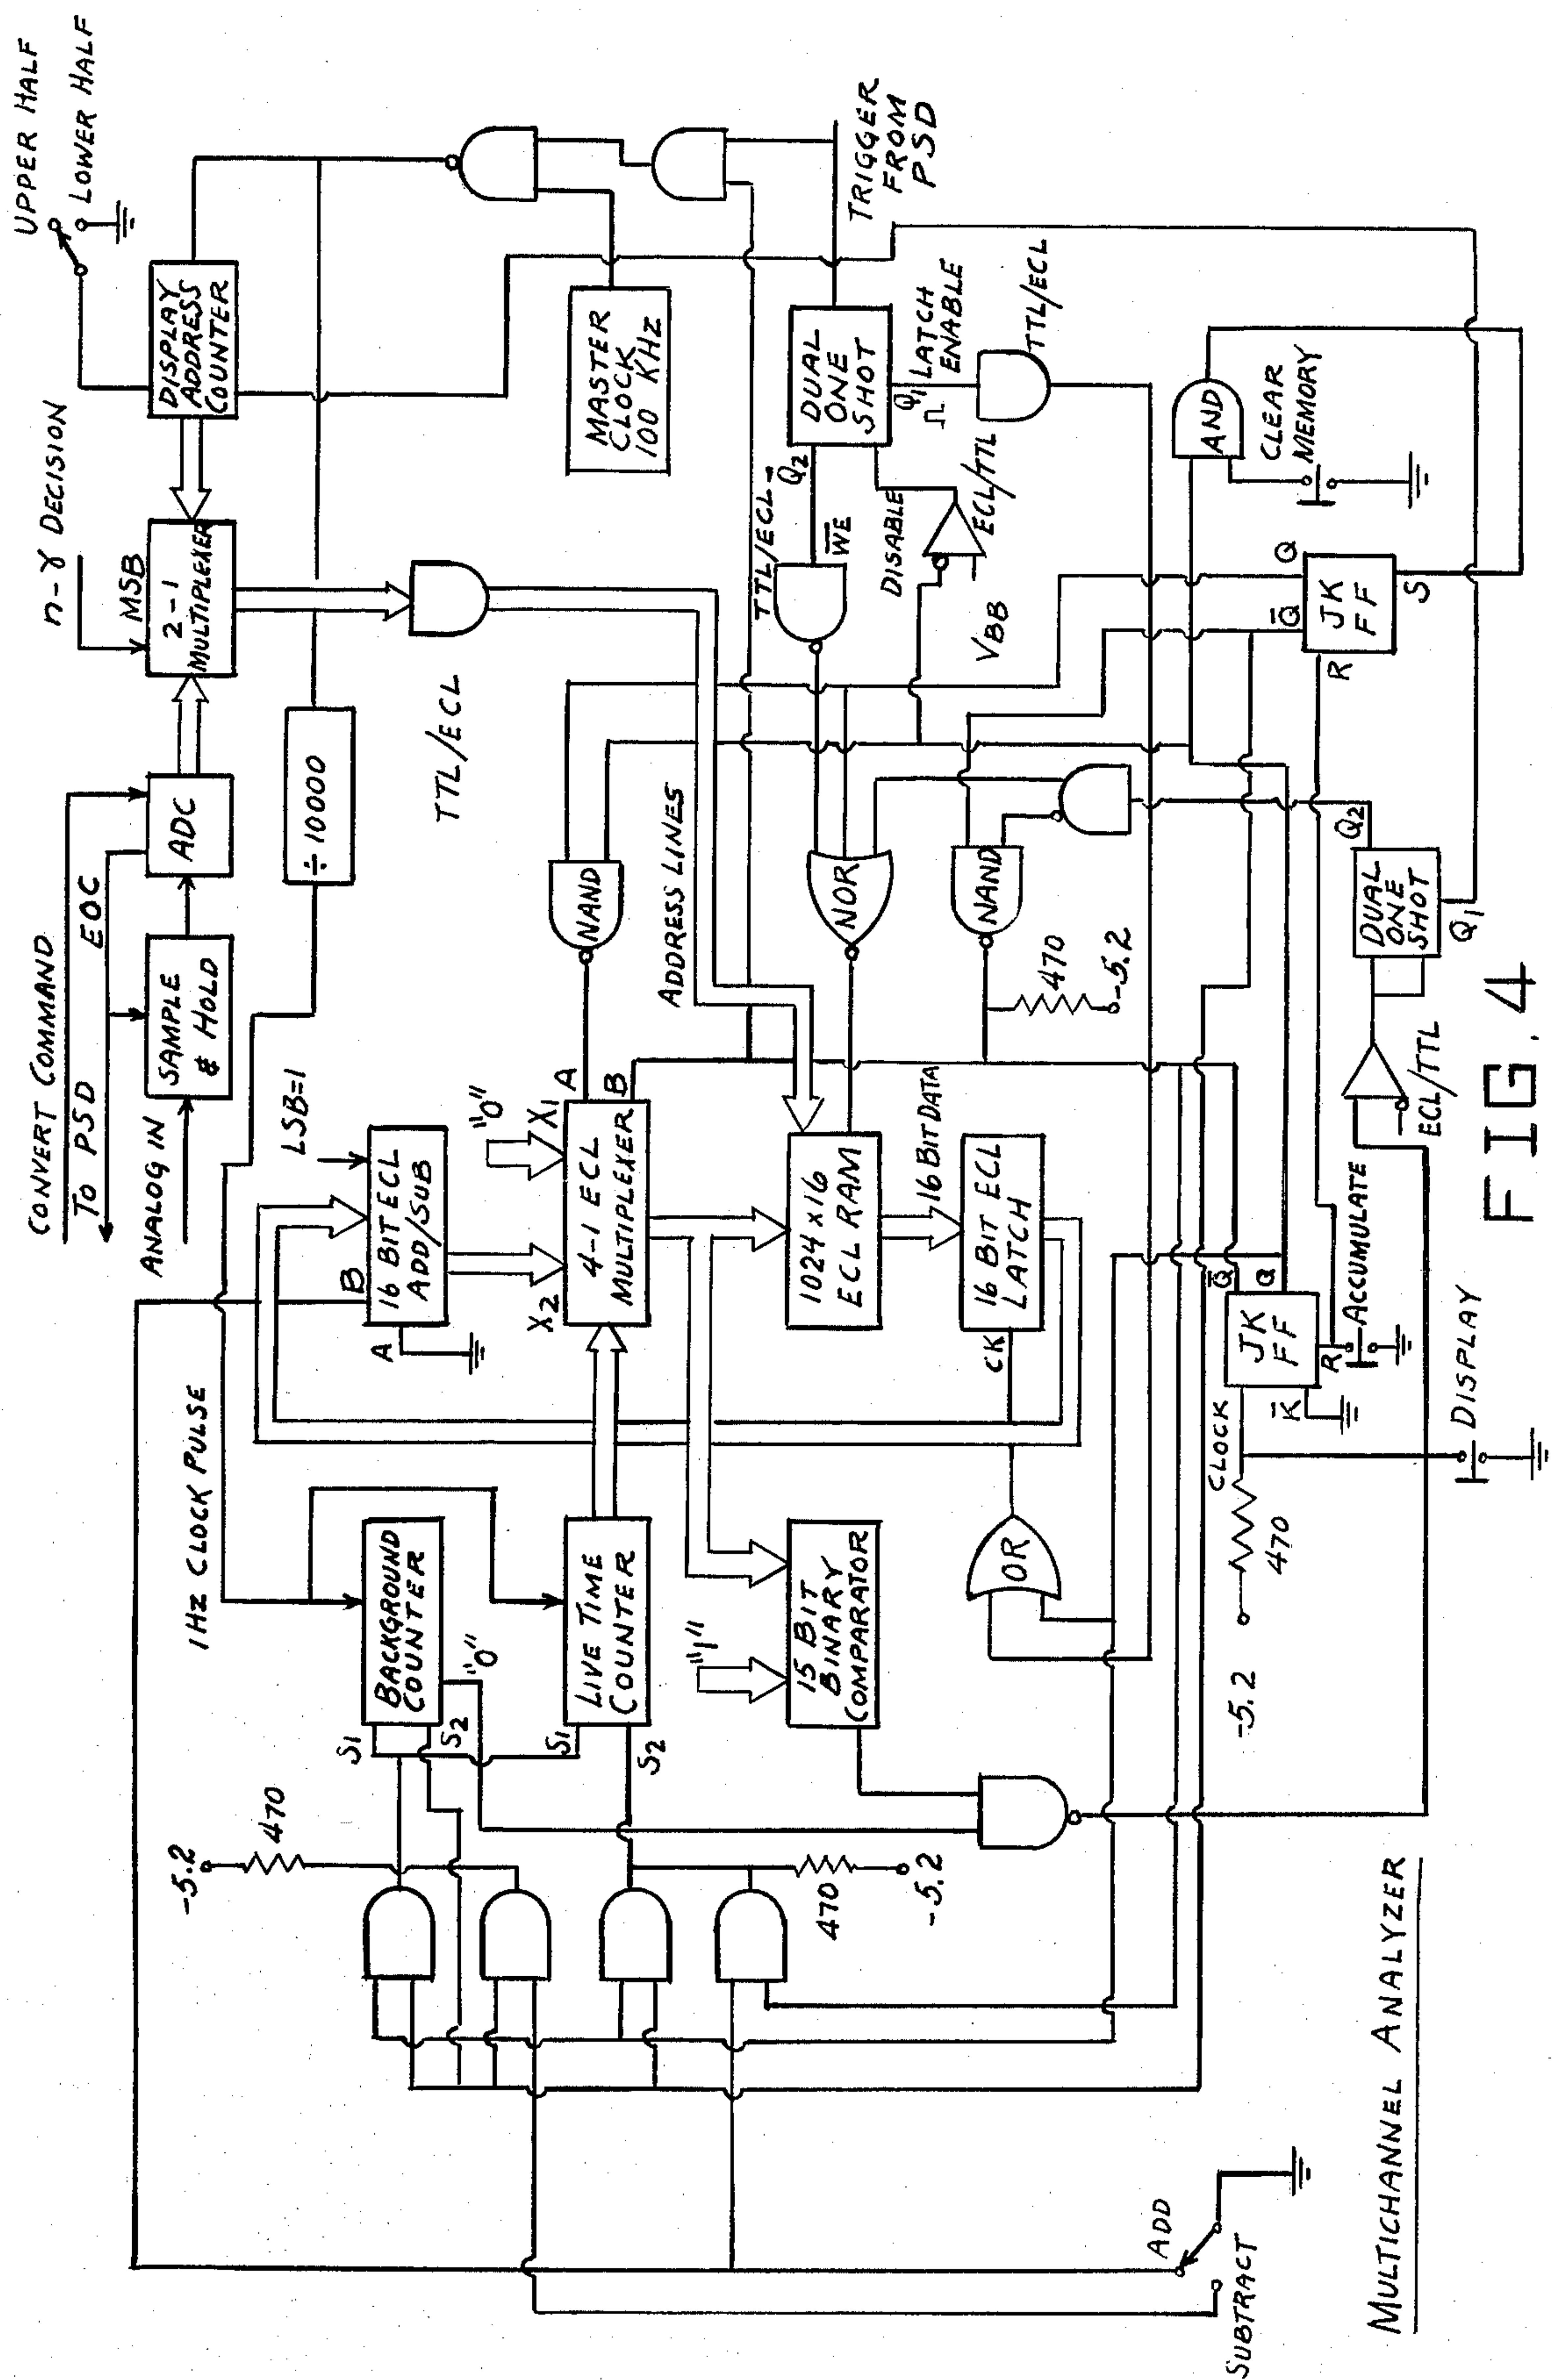 UPPER HALF
LOWER HALF
n-γ DECISION
MSB
CONVERT COMMAND
TO PSD
EOC
ANALOG IN
SAMPLE
& HOLD
ADC
2-1
MULTIPLEXER
DISPLAY
ADDRESS
COUNTER
÷10000
TTL/ECL
MASTER
CLOCK
100 KHZ
TRIGGER
FROM
PSD
1HZ CLOCK PULSE
LSB=1
B
16 BIT ECL
ADD/SUB
A
"0"
X1
X2
4-1 ECL
MULTIPLEXER
A
B
NAND
ADDRESS LINES
BACKGROUND
COUNTER
S1
S2
"0"
LIVE TIME
COUNTER
S1
S2
-5.2
470
470
-5.2
"1"
15 BIT
BINARY
COMPARATOR
1024 x 16
ECL RAM
16 BIT DATA
16 BIT ECL
LATCH
CK
OR
NOR
NAND
470
-5.2
TTL/ECL
Q2
WE
DUAL
ONE
SHOT
Q1
LATCH
ENABLE
TTL/ECL
DISABLE
ECL/TTL
VBB
AND
CLEAR
MEMORY
Q
Q
JK
FF
R
S
Q2
DUAL
ONE
SHOT
Q1
ECL/TTL
Q
Q
JK
FF
R
ACCUMULATE
CLOCK
K
DISPLAY
470
-5.2
ADD
SUBTRACT
MULTICHANNEL ANALYZER
FIG. 4